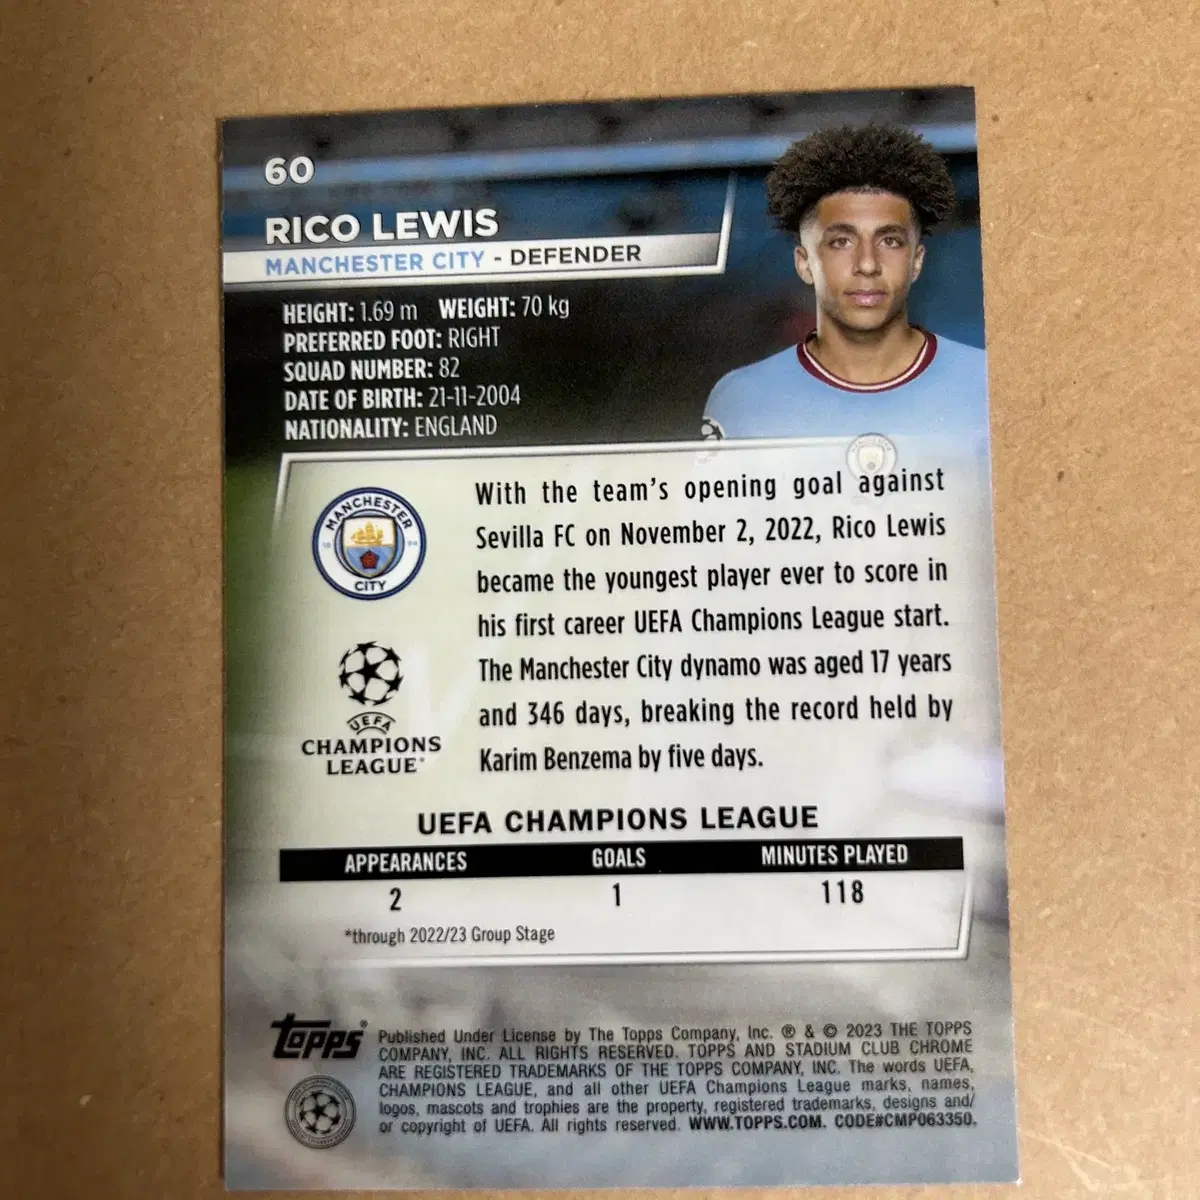 60
RICO LEWIS
MANCHESTER CITY - DEFENDER
HEIGHT: 1.69 m WEIGHT: 70 kg
PREFERRED FOOT: RIGHT
SQUAD NUMBER: 82
DATE OF BIRTH: 21-11-2004
NATIONALITY: ENGLAND
MANCHESTER
18 94
CITY
With the team's opening goal against
Sevilla FC on November 2, 2022, Rico Lewis
became the youngest player ever to score in
his first career UEFA Champions League start.
The Manchester City dynamo was aged 17 years
and 346 days, breaking the record held by
Karim Benzema by five days.
UEFA
CHAMPIONS
LEAGUE®
UEFA CHAMPIONS LEAGUE
APPEARANCES GOALS MINUTES PLAYED
2 1 118
*through 2022/23 Group Stage
topps®
Published Under License by The Topps Company, Inc. ® & © 2023 THE TOPPS
COMPANY, INC. ALL RIGHTS RESERVED. TOPPS AND STADIUM CLUB CHROME
ARE REGISTERED TRADEMARKS OF THE TOPPS COMPANY, INC. The words UEFA,
CHAMPIONS LEAGUE, and all other UEFA Champions League marks, names,
logos, mascots and trophies are the property, registered trademarks, designs and/
or copyright of UEFA. All rights reserved. WWW.TOPPS.COM. CODE#CMP063350.